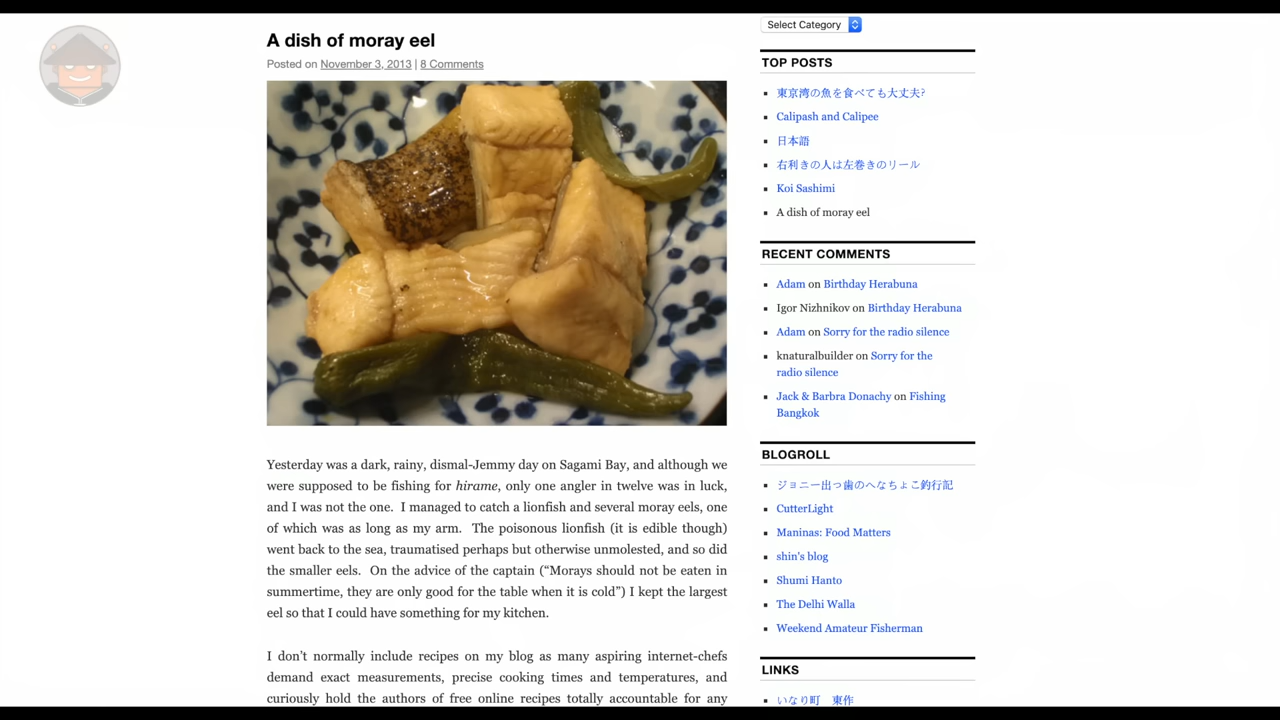 A dish of moray eel
Posted on November 3, 2013 | 8 Comments
Yesterday was a dark, rainy, dismal-Jemmy day on Sagami Bay, and although we
were supposed to be fishing for hirame, only one angler in twelve was in luck,
and I was not the one. I managed to catch a lionfish and several moray eels, one
of which was as long as my arm. The poisonous lionfish (it is edible though)
went back to the sea, traumatised perhaps but otherwise unmolested, and so did
the smaller eels. On the advice of the captain (“Morays should not be eaten in
summertime, they are only good for the table when it is cold”) I kept the largest
eel so that I could have something for my kitchen.
I don’t normally include recipes on my blog as many aspiring internet-chefs
demand exact measurements, precise cooking times and temperatures, and
curiously hold the authors of free online recipes totally accountable for any
Select Category
TOP POSTS
東京湾の魚を食べても大丈夫?
Calipash and Calipee
日本語
右利きの人は左巻きのリール
Koi Sashimi
A dish of moray eel
RECENT COMMENTS
Adam on Birthday Herabuna
Igor Nizhnikov on Birthday Herabuna
Adam on Sorry for the radio silence
knaturalbuilder on Sorry for the
radio silence
Jack & Barbra Donachy on Fishing
Bangkok
BLOGROLL
ジョニー出っ歯のへなちょこ釣行記
CutterLight
Maninas: Food Matters
shin's blog
Shumi Hanto
The Delhi Walla
Weekend Amateur Fisherman
LINKS
いなり町 東作